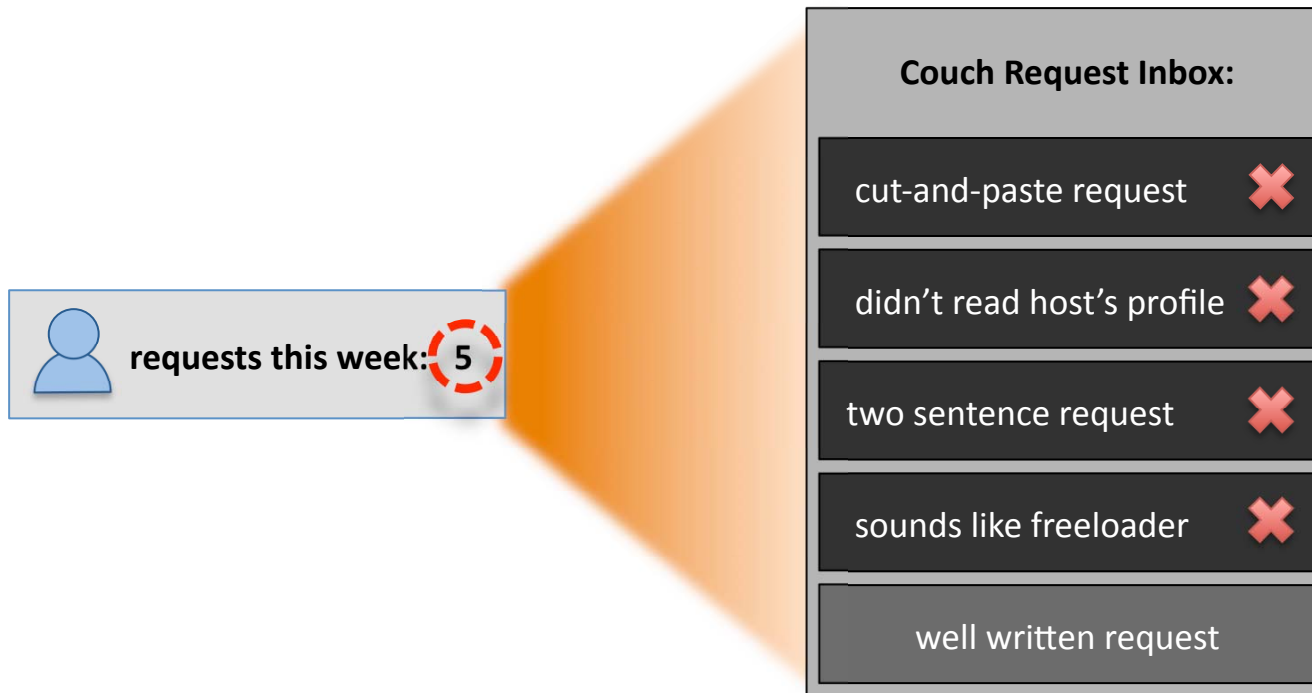 Couch Request Inbox:
cut-and-paste request
didn't read host's profile
requests this week: 5
two sentence request
sounds like freeloader
well written request